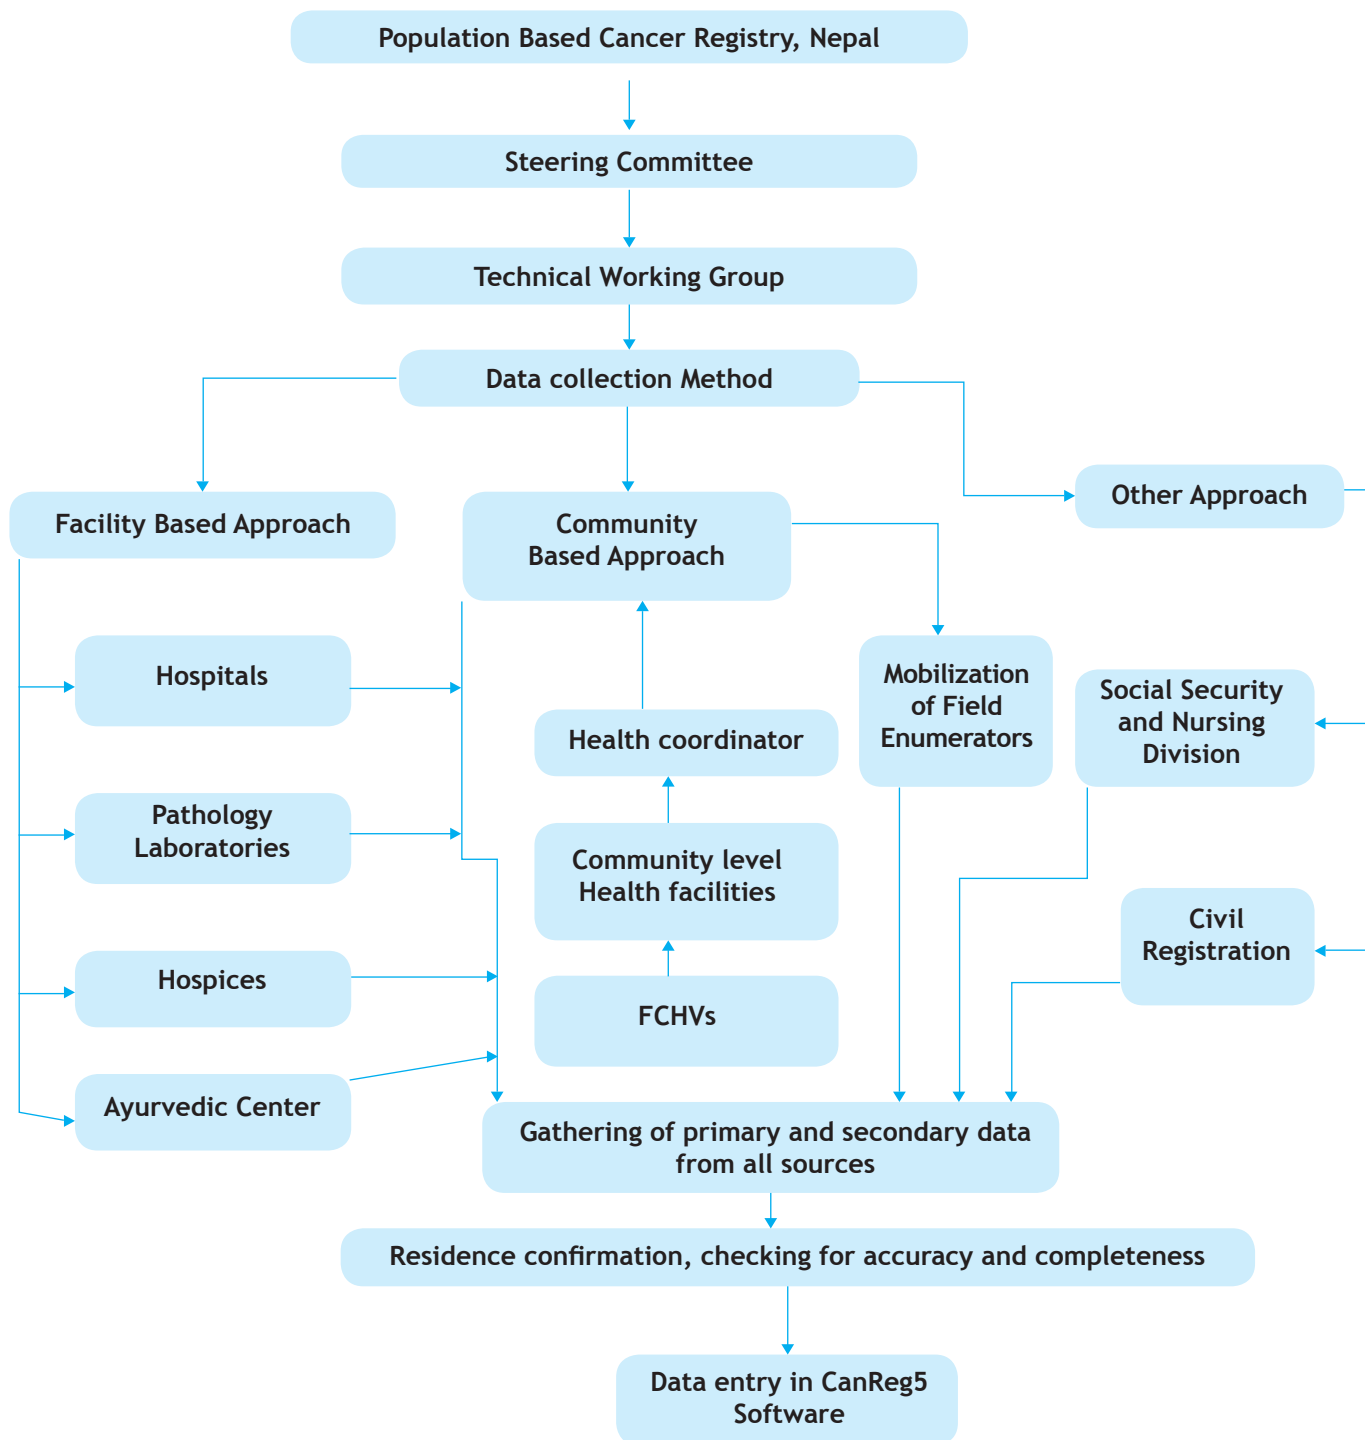 Population Based Cancer Registry, Nepal
Steering Committee
Technical Working Group
Data collection Method
Facility Based Approach
Community
Based Approach
Other Approach
Hospitals
Pathology
Laboratories
Hospices
Ayurvedic Center
Health coordinator
Community level
Health facilities
FCHVs
Mobilization
of Field
Enumerators
Social Security
and Nursing
Division
Civil
Registration
Gathering of primary and secondary data
from all sources
Residence confirmation, checking for accuracy and completeness
Data entry in CanReg5
Software